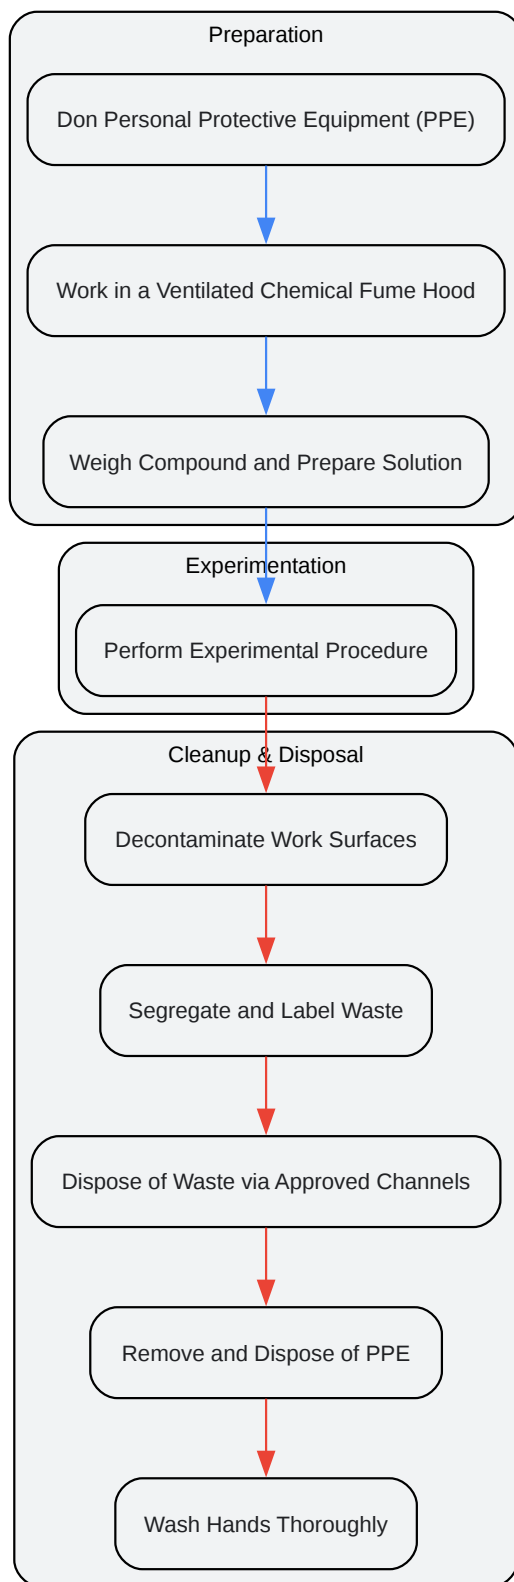 Preparation
Don Personal Protective Equipment (PPE)
Work in a Ventilated Chemical Fume Hood
Weigh Compound and Prepare Solution
Experimentation
Perform Experimental Procedure
Cleanup & Disposal
Decontaminate Work Surfaces
Segregate and Label Waste
Dispose of Waste via Approved Channels
Remove and Dispose of PPE
Wash Hands Thoroughly